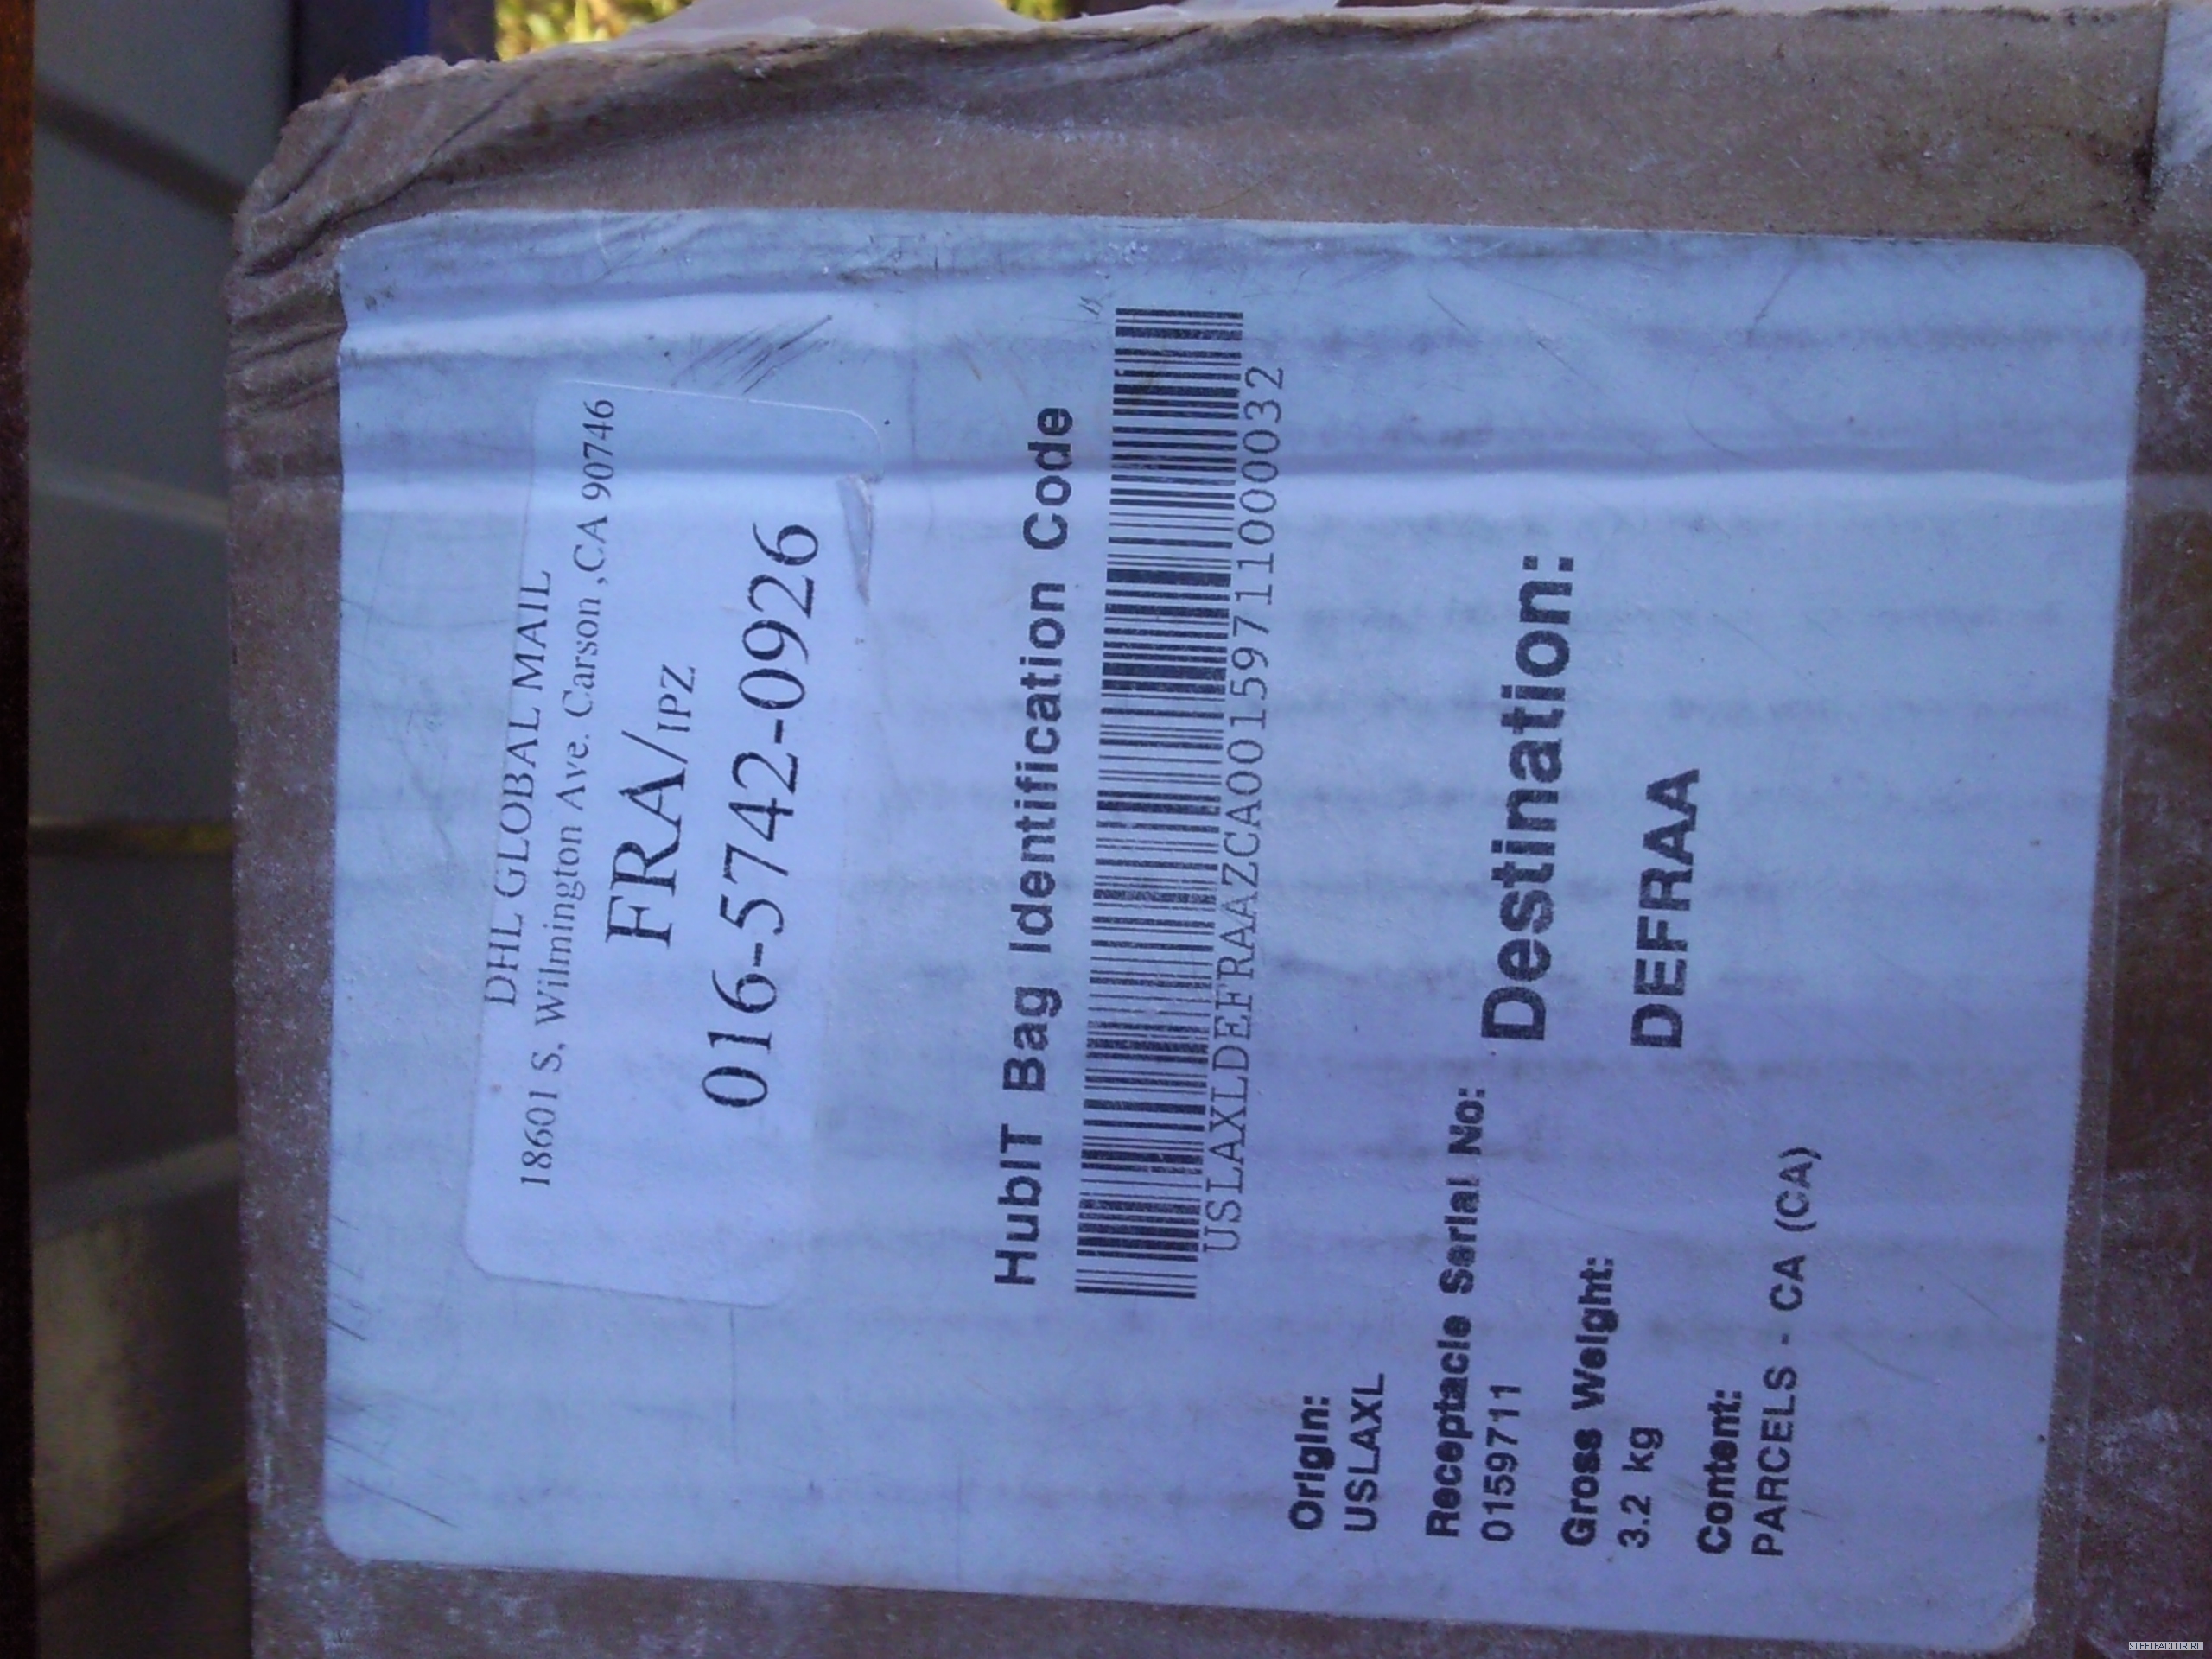 DHL GLOBAL MAIL
18601 S. Wilmington Ave. Carson ,CA 90746
FRA/IPZ
016-5742-0926
HubIT Bag Identification Code
USLAXLDEFRAAZCA00159711000032
Origin:
USLAXL
Receptacle Serial No:
0159711
Gross Weight:
3.2 kg
Content:
PARCELS - CA (CA)
Destination:
DEFRAA
STEELFACTOR.RU